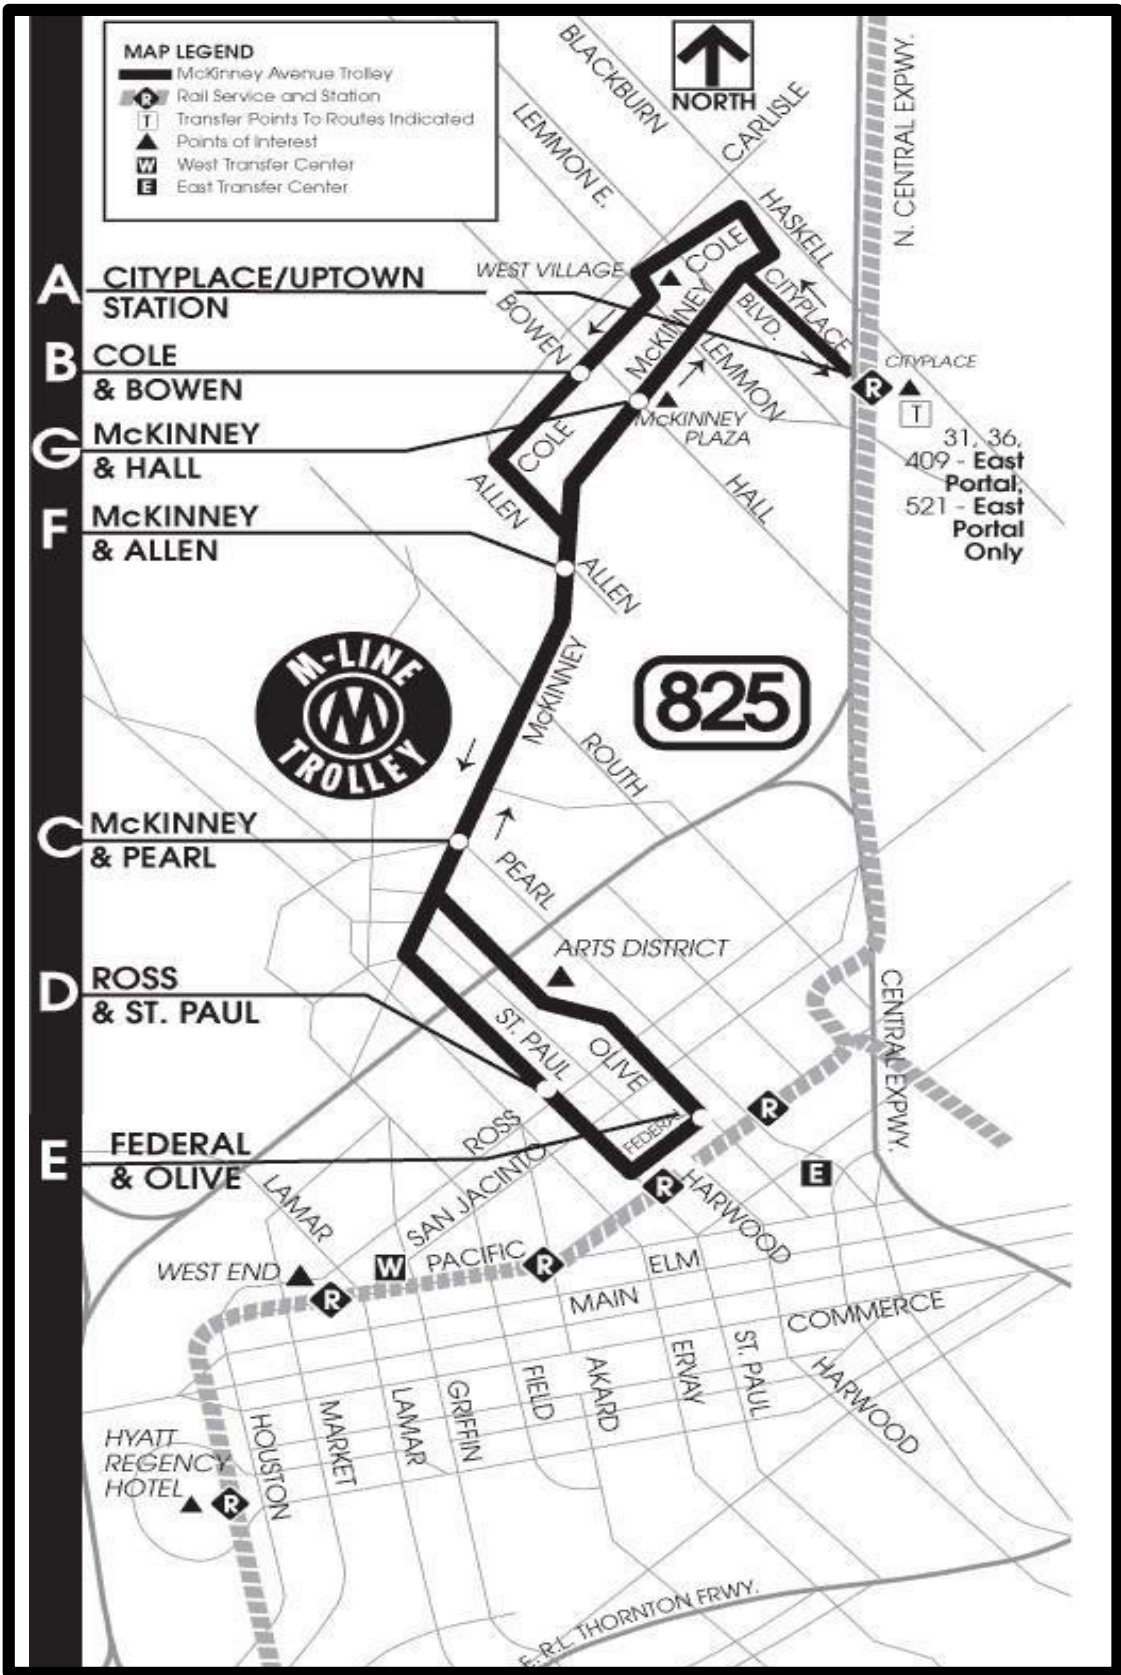 MAP LEGEND
McKinney Avenue Trolley
R Rail Service and Station
T Transfer Points To Routes Indicated
Points of Interest
W West Transfer Center
E East Transfer Center
NORTH
BLACKBURN
LEMMON E.
CARLISLE
HASKELL
N. CENTRAL EXPWY.
WEST VILLAGE
COLE
BOWEN
McKINNEY
CITYPLACE
BLVD.
LEMMON
CITYPLACE
R
T
31, 36,
409 - East
Portal,
521 - East
Portal
Only
McKINNEY
PLAZA
COLE
ALLEN
HALL
A
CITYPLACE/UPTOWN
STATION
B
COLE
& BOWEN
G
McKINNEY
& HALL
F
McKINNEY
& ALLEN
ALLEN
McKINNEY
M-LINE
M
TROLLEY
825
ROUTH
C
McKINNEY
& PEARL
PEARL
ARTS DISTRICT
D
ROSS
& ST. PAUL
ST. PAUL
OLIVE
CENTRAL EXPWY.
E
FEDERAL
& OLIVE
FEDERAL
R
ROSS
SAN JACINTO
LAMAR
R
HARWOOD
E
WEST END
W
PACIFIC
R
ELM
R
MAIN
COMMERCE
HOUSTON
MARKET
LAMAR
GRIFFIN
FIELD
AKARD
ERVAY
ST. PAUL
HARWOOD
HYATT
REGENCY
HOTEL
R
E. R.L. THORNTON FRWY.